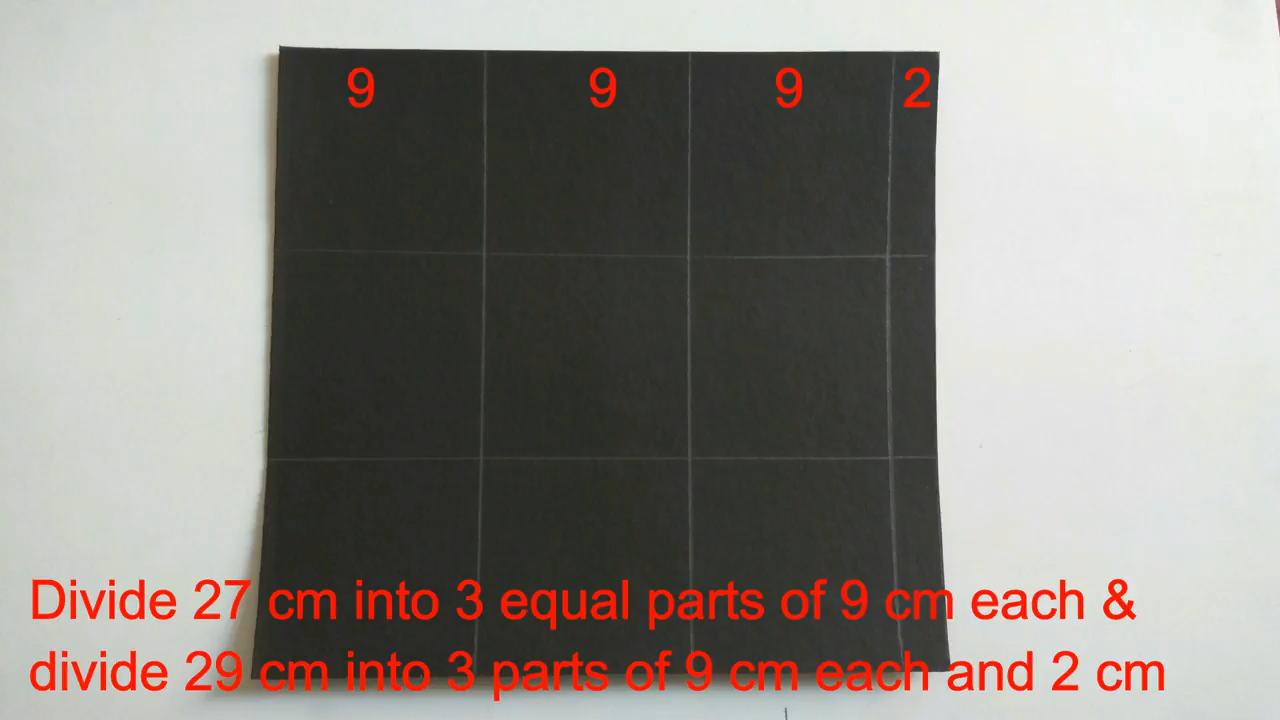 9 9 9 2
Divide 27 cm into 3 equal parts of 9 cm each &
divide 29 cm into 3 parts of 9 cm each and 2 cm